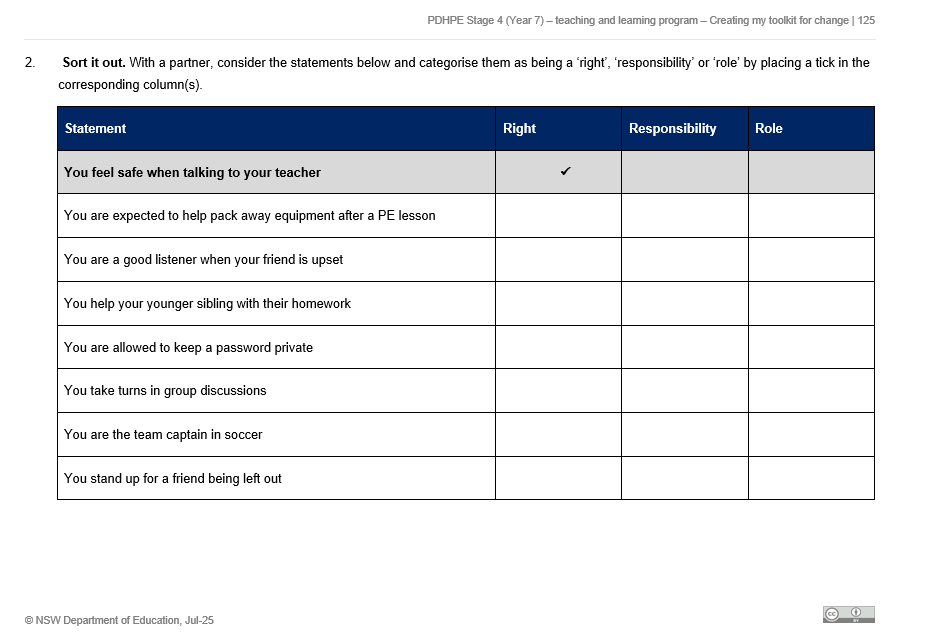 PDHPE Stage 4 (Year 7) – teaching and learning program – Creating my toolkit for change | 125
2. Sort it out. With a partner, consider the statements below and categorise them as being a ‘right’, ‘responsibility’ or ‘role’ by placing a tick in the
corresponding column(s).
Statement Right Responsibility Role
You feel safe when talking to your teacher ✓
You are expected to help pack away equipment after a PE lesson
You are a good listener when your friend is upset
You help your younger sibling with their homework
You are allowed to keep a password private
You take turns in group discussions
You are the team captain in soccer
You stand up for a friend being left out
© NSW Department of Education, Jul-25
cc
BY